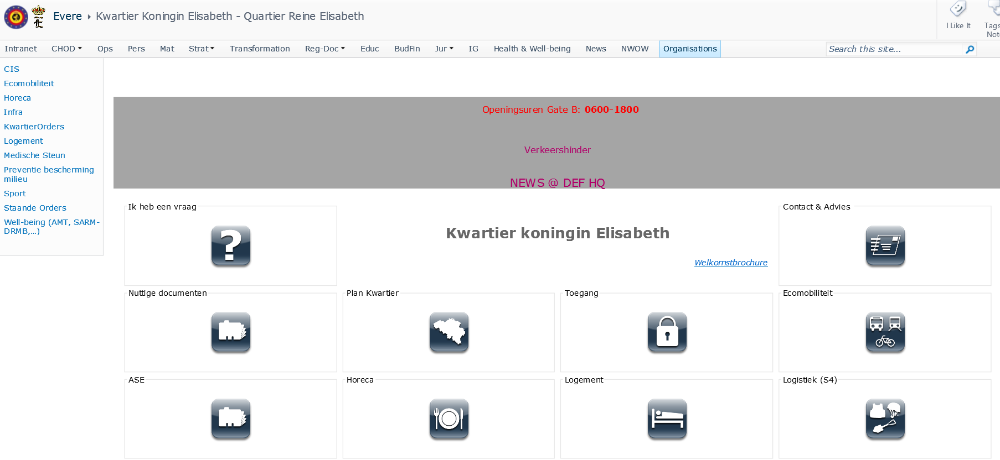 Evere ▸ Kwartier Koningin Elisabeth - Quartier Reine Elisabeth
I Like It
Tags
Not
Intranet CHOD Ops Pers Mat Strat Transformation Reg-Doc Educ BudFin Jur IG Health & Well-being News NWOW Organisations
Search this site...
CIS
Ecomobiliteit
Horeca
Infra
KwartierOrders
Logement
Medische Steun
Preventie bescherming
milieu
Sport
Staande Orders
Well-being (AMT, SARM-
DRMB,...)
Openingsuren Gate B: 0600-1800
Verkeershinder
NEWS @ DEF HQ
Ik heb een vraag
?
Kwartier koningin Elisabeth
Welkomstbrochure
Contact & Advies
Nuttige documenten
Plan Kwartier
Toegang
Ecomobiliteit
ASE
Horeca
Logement
Logistiek (S4)